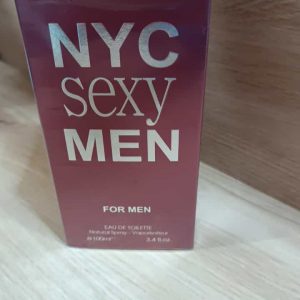 NYC
sexy
MEN
FOR MEN
EAU DE TOILETTE
Natural Spray - Vaporisateur
e 100ml 3.4 fl.oz